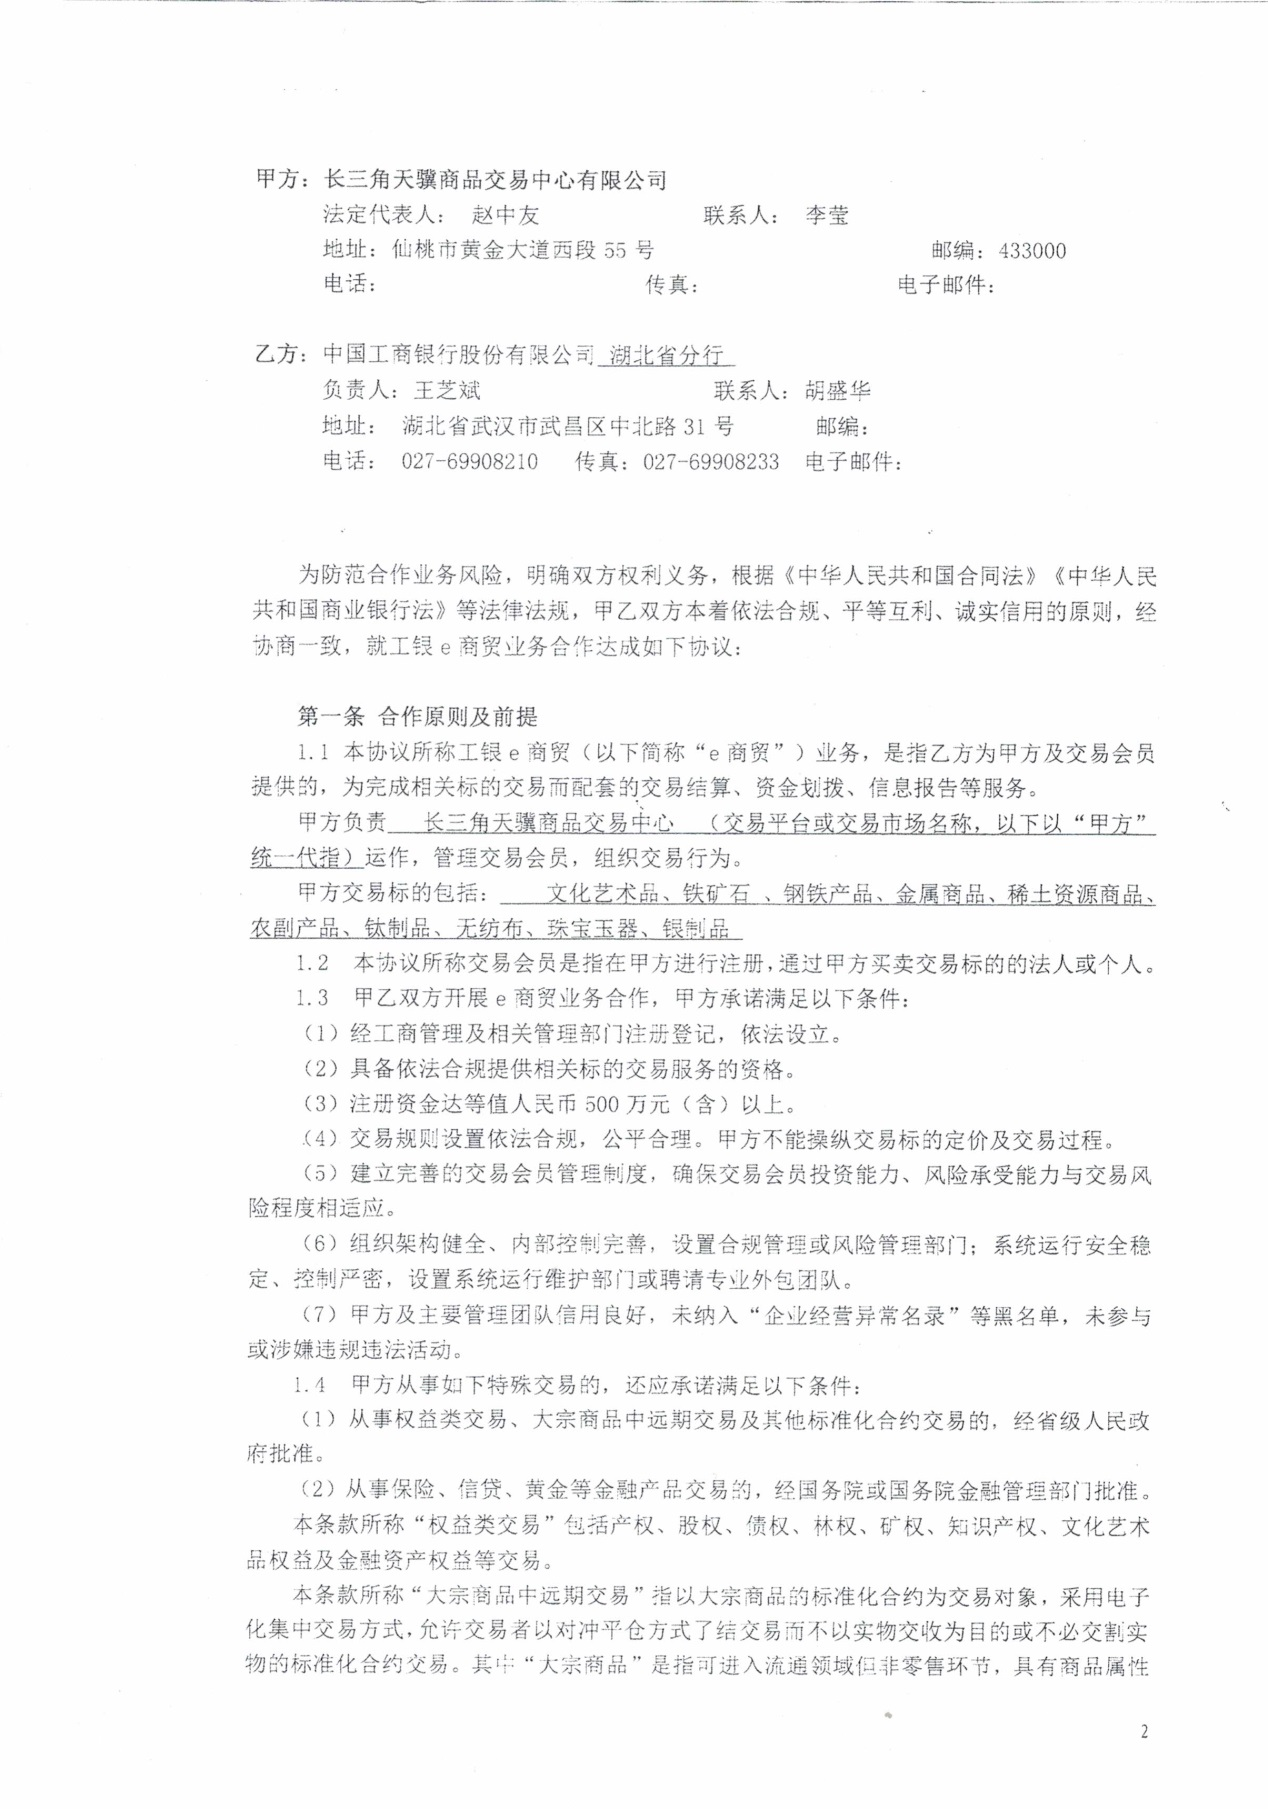 甲方：长三角天骥商品交易中心有限公司
法定代表人： 赵中友 联系人： 李莹
地址：仙桃市黄金大道西段 55 号 邮编：433000
电话： 传真： 电子邮件：
乙方：中国工商银行股份有限公司 湖北省分行
负责人：王芝斌 联系人：胡盛华
地址： 湖北省武汉市武昌区中北路 31 号 邮编：
电话： 027-69908210 传真：027-69908233 电子邮件：
为防范合作业务风险，明确双方权利义务，根据《中华人民共和国合同法》《中华人民
共和国商业银行法》等法律法规，甲乙双方本着依法合规、平等互利、诚实信用的原则，经
协商一致，就工银 e 商贸业务合作达成如下协议：
第一条 合作原则及前提
1.1 本协议所称工银 e 商贸（以下简称“e 商贸”）业务，是指乙方为甲方及交易会员
提供的，为完成相关标的交易而配套的交易结算、资金划拨、信息报告等服务。
甲方负责 长三角天骥商品交易中心 （交易平台或交易市场名称，以下以“甲方”
统一代指）运作，管理交易会员，组织交易行为。
甲方交易标的包括： 文化艺术品、铁矿石 、钢铁产品、金属商品、稀土资源商品、
农副产品、钛制品、无纺布、珠宝玉器、银制品
1.2 本协议所称交易会员是指在甲方进行注册，通过甲方买卖交易标的的法人或个人。
1.3 甲乙双方开展 e 商贸业务合作，甲方承诺满足以下条件：
（1）经工商管理及相关管理部门注册登记，依法设立。
（2）具备依法合规提供相关标的交易服务的资格。
（3）注册资金达等值人民币 500 万元（含）以上。
（4）交易规则设置依法合规，公平合理。甲方不能操纵交易标的定价及交易过程。
（5）建立完善的交易会员管理制度，确保交易会员投资能力、风险承受能力与交易风
险程度相适应。
（6）组织架构健全、内部控制完善，设置合规管理或风险管理部门；系统运行安全稳
定、控制严密，设置系统运行维护部门或聘请专业外包团队。
（7）甲方及主要管理团队信用良好，未纳入“企业经营异常名录”等黑名单，未参与
或涉嫌违规违法活动。
1.4 甲方从事如下特殊交易的，还应承诺满足以下条件：
（1）从事权益类交易、大宗商品中远期交易及其他标准化合约交易的，经省级人民政
府批准。
（2）从事保险、信贷、黄金等金融产品交易的，经国务院或国务院金融管理部门批准。
本条款所称“权益类交易”包括产权、股权、债权、林权、矿权、知识产权、文化艺术
品权益及金融资产权益等交易。
本条款所称“大宗商品中远期交易”指以大宗商品的标准化合约为交易对象，采用电子
化集中交易方式，允许交易者以对冲平仓方式了结交易而不以实物交收为目的或不必交割实
物的标准化合约交易。其中“大宗商品”是指可进入流通领域但非零售环节，具有商品属性
2